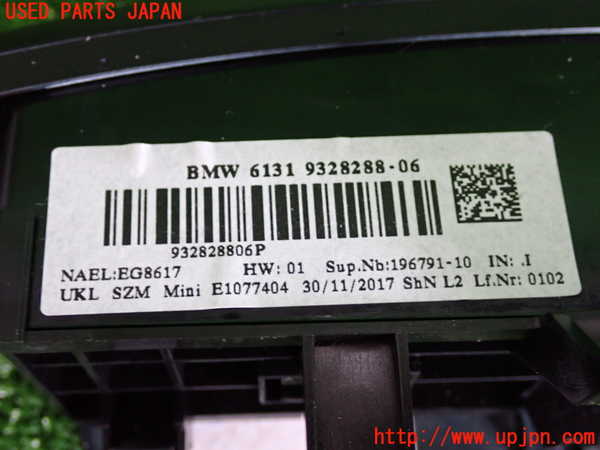 USED PARTS JAPAN
BMW 6131 9328288-06
932828806P
NAEL:EG8617 HW: 01 Sup.Nb:196791-10 IN: .I
UKL SZM Mini E1077404 30/11/2017 ShN L2 Lf.Nr: 0102
http://www.upjpn.com/